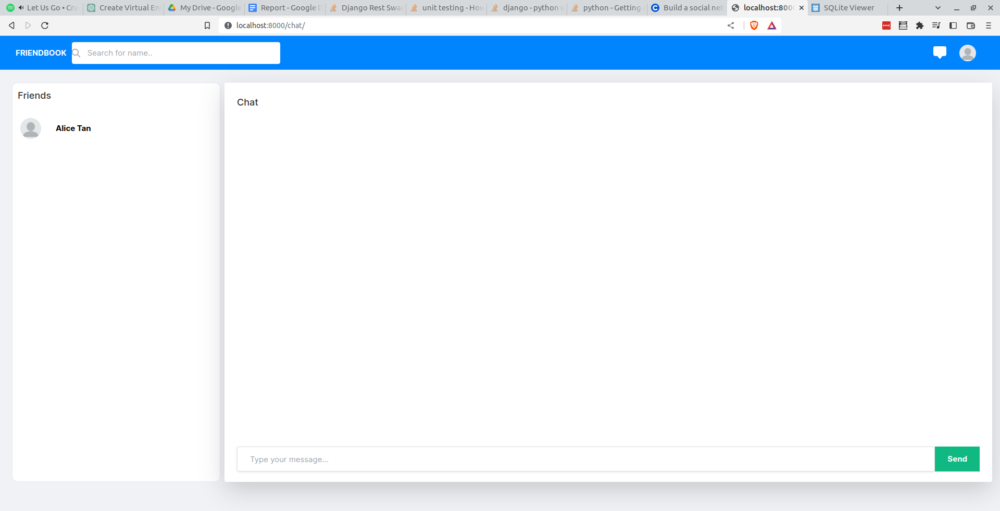 Let Us Go • Cru
Create Virtual En
My Drive - Google
Report - Google D
Django Rest Swag
unit testing - How
django - python u
python - Getting
Build a social net
localhost:8000
SQLite Viewer
localhost:8000/chat/
FRIENDBOOK
Search for name..
Friends
Alice Tan
Chat
Type your message...
Send